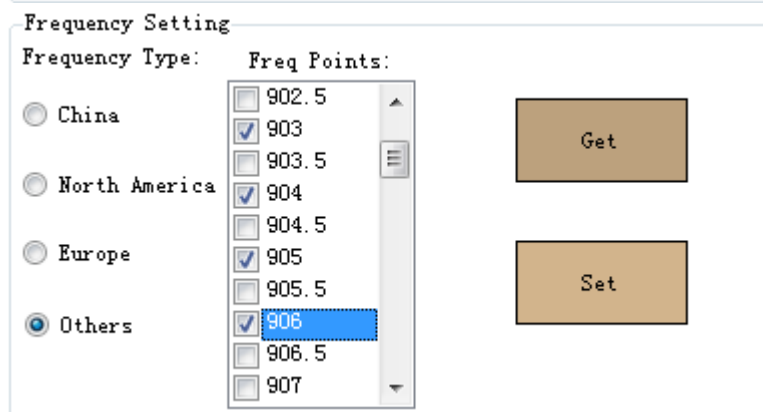 Frequency Setting
Frequency Type:
Freq Points:
China
North America
Europe
Others
902.5
903
903.5
904
904.5
905
905.5
906
906.5
907
Get
Set